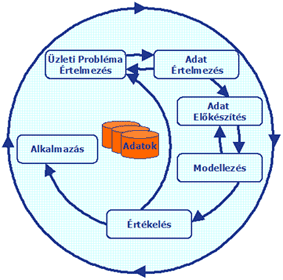 Üzleti Probléma
Értelmezés
Adat
Értelmezés
Adat
Előkészítés
Alkalmazás
Adatok
Modellezés
Értékelés